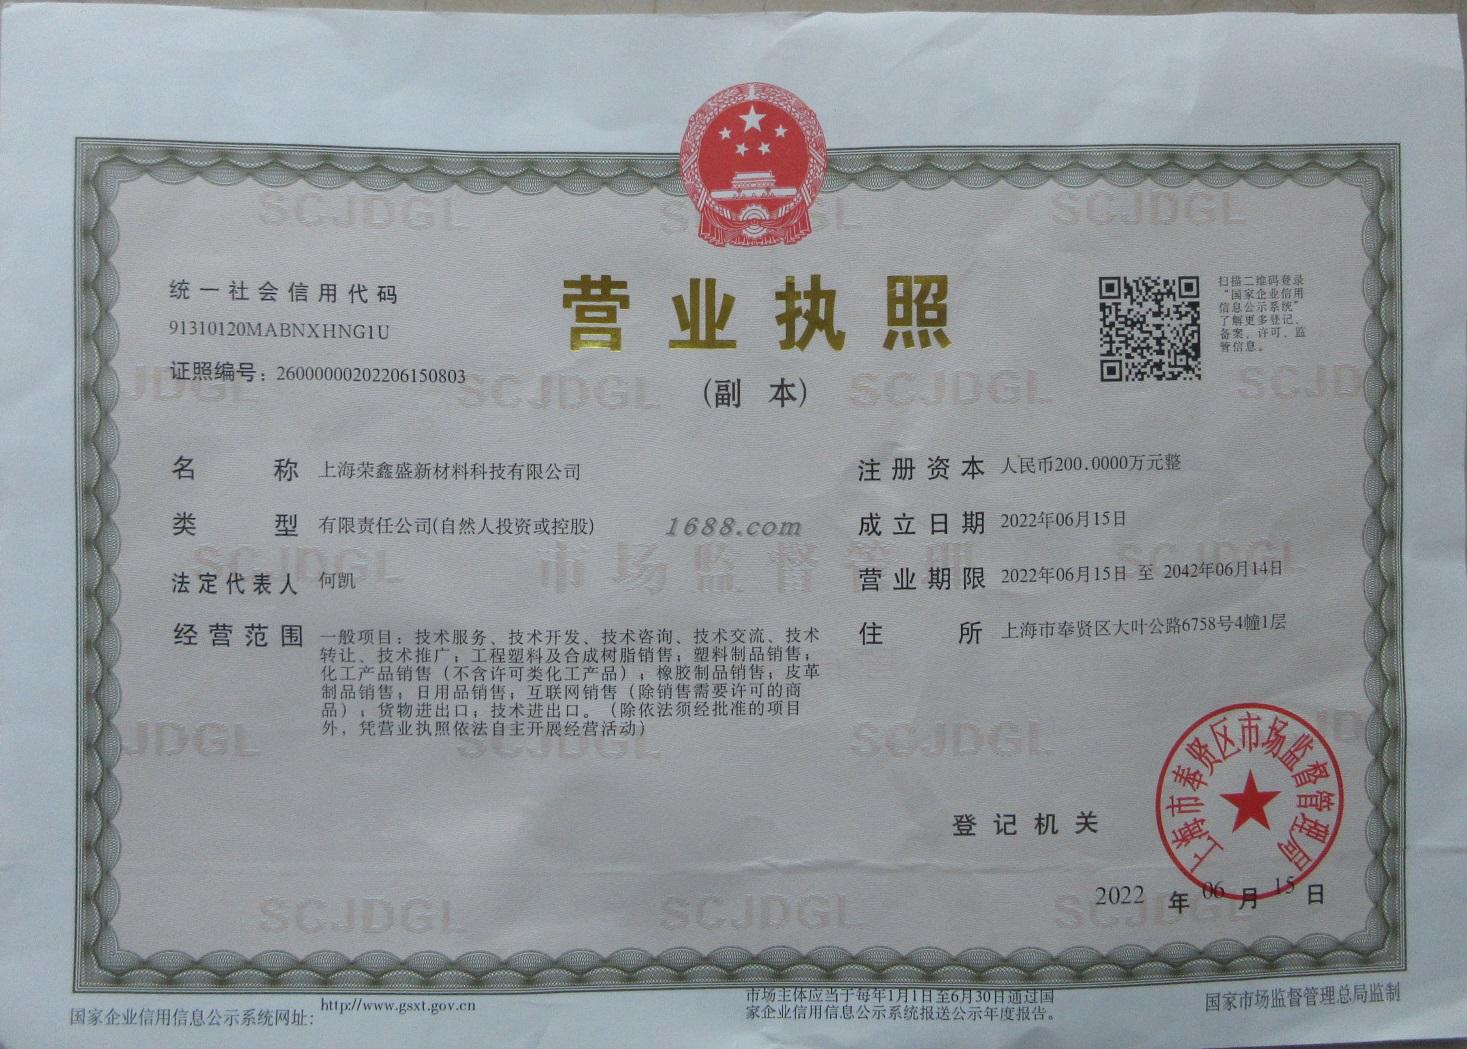 统一社会信用代码
91310120MABNXHNG1U
证照编号：26000000202206150803
营业执照
(副 本)
扫描二维码登录
“国家企业信用
信息公示系统”
了解更多登记、
备案、许可、监
管信息。
名 称 上海荣鑫盛新材料科技有限公司
类 型 有限责任公司(自然人投资或控股)
法定代表人 何凯
经营范围 一般项目：技术服务、技术开发、技术咨询、技术交流、技术
转让、技术推广；工程塑料及合成树脂销售；塑料制品销售；
化工产品销售（不含许可类化工产品）；橡胶制品销售；皮革
制品销售；日用品销售；互联网销售（除销售需要许可的商
品）；货物进出口；技术进出口。（除依法须经批准的项目
外，凭营业执照依法自主开展经营活动）
注册资本 人民币200.0000万元整
成立日期 2022年06月15日
营业期限 2022年06月15日 至 2042年06月14日
住 所 上海市奉贤区大叶公路6758号4幢1层
1688.com
SCJDGL
市场监督管理
登记机关
上海市奉贤区市场监督管理局
2022 年 06 月 15 日
国家企业信用信息公示系统网址：http://www.gsxt.gov.cn
市场主体应当于每年1月1日至6月30日通过国
家企业信用信息公示系统报送公示年度报告。
国家市场监督管理总局监制